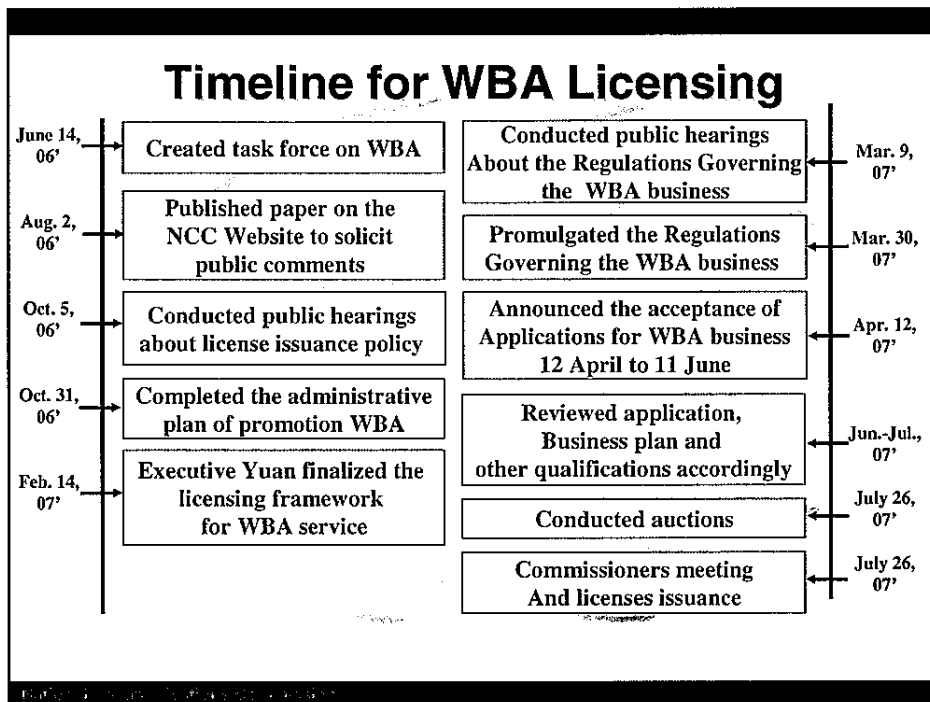 Timeline for WBA Licensing
June 14,
06'
Created task force on WBA
Aug. 2,
06'
Published paper on the
NCC Website to solicit
public comments
Oct. 5,
06'
Conducted public hearings
about license issuance policy
Oct. 31,
06'
Completed the administrative
plan of promotion WBA
Feb. 14,
07'
Executive Yuan finalized the
licensing framework
for WBA service
Conducted public hearings
About the Regulations Governing
the WBA business
Mar. 9,
07'
Promulgated the Regulations
Governing the WBA business
Mar. 30,
07'
Announced the acceptance of
Applications for WBA business
12 April to 11 June
Apr. 12,
07'
Reviewed application,
Business plan and
other qualifications accordingly
Jun.-Jul.,
07'
Conducted auctions
July 26,
07'
Commissioners meeting
And licenses issuance
July 26,
07'